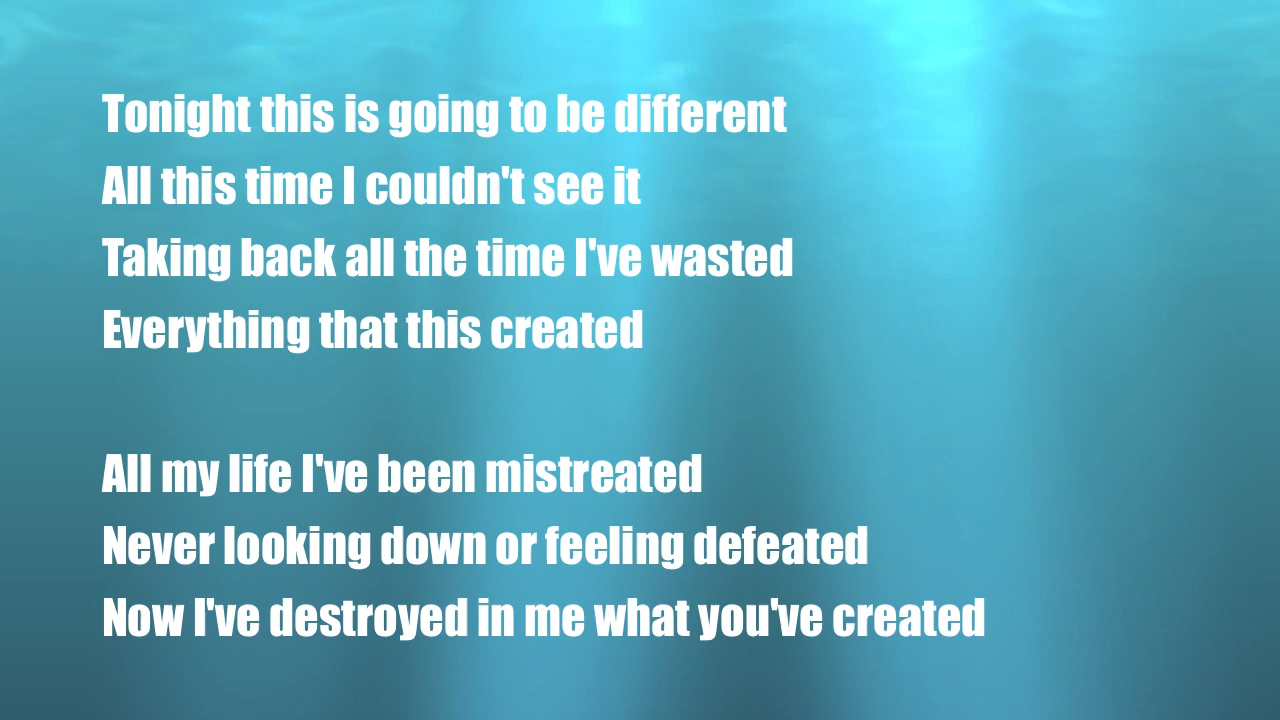 Tonight this is going to be different
All this time I couldn't see it
Taking back all the time I've wasted
Everything that this created
All my life I've been mistreated
Never looking down or feeling defeated
Now I've destroyed in me what you've created